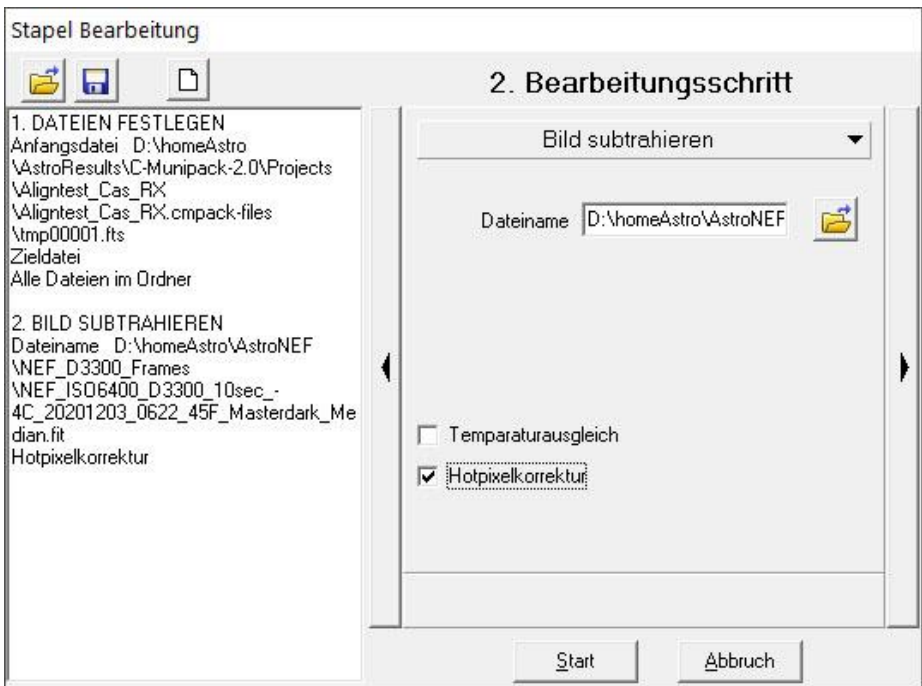 Stapel Bearbeitung
1. DATEIEN FESTLEGEN
Anfangsdatei D:\homeAstro
\AstroResults\C-Munipack-2.0\Projects
\Aligntest_Cas_RX
\Aligntest_Cas_RX.cmpack-files
\tmp00001.fts
Zieldatei
Alle Dateien im Ordner
2. BILD SUBTRAHIEREN
Dateiname D:\homeAstro\AstroNEF
\NEF_D3300_Frames
\NEF_ISO6400_D3300_10sec_-
4C_20201203_0622_45F_Masterdark_Me
dian.fit
Hotpixelkorrektur
2. Bearbeitungsschritt
Bild subtrahieren
Dateiname D:\homeAstro\AstroNEF
Temparaturausgleich
Hotpixelkorrektur
Start Abbruch